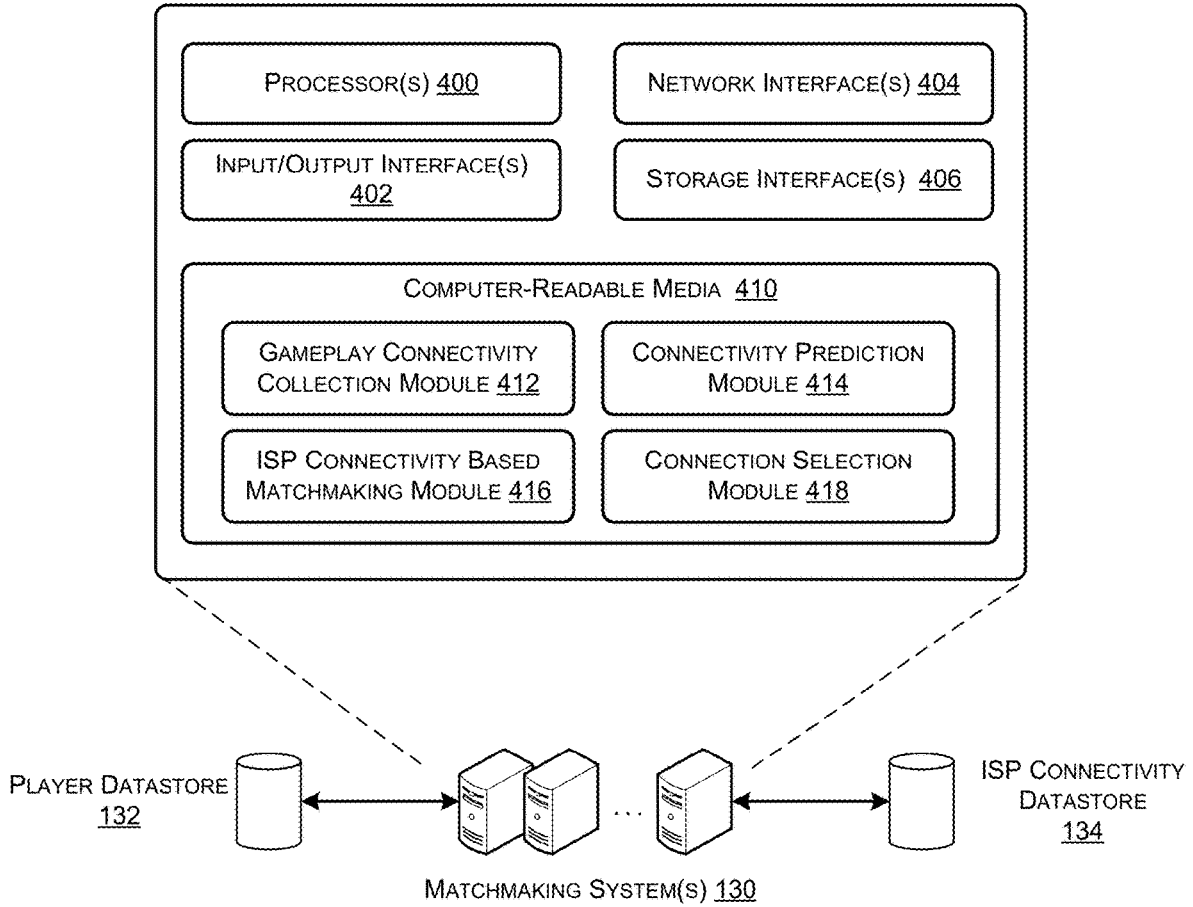 PROCESSOR(S) 400
NETWORK INTERFACE(S) 404
INPUT/OUTPUT INTERFACE(S)
402
STORAGE INTERFACE(S) 406
COMPUTER-READABLE MEDIA 410
GAMEPLAY CONNECTIVITY
COLLECTION MODULE 412
CONNECTIVITY PREDICTION
MODULE 414
ISP CONNECTIVITY BASED
MATCHMAKING MODULE 416
CONNECTION SELECTION
MODULE 418
PLAYER DATASTORE
132
...
ISP CONNECTIVITY
DATASTORE
134
MATCHMAKING SYSTEM(S) 130